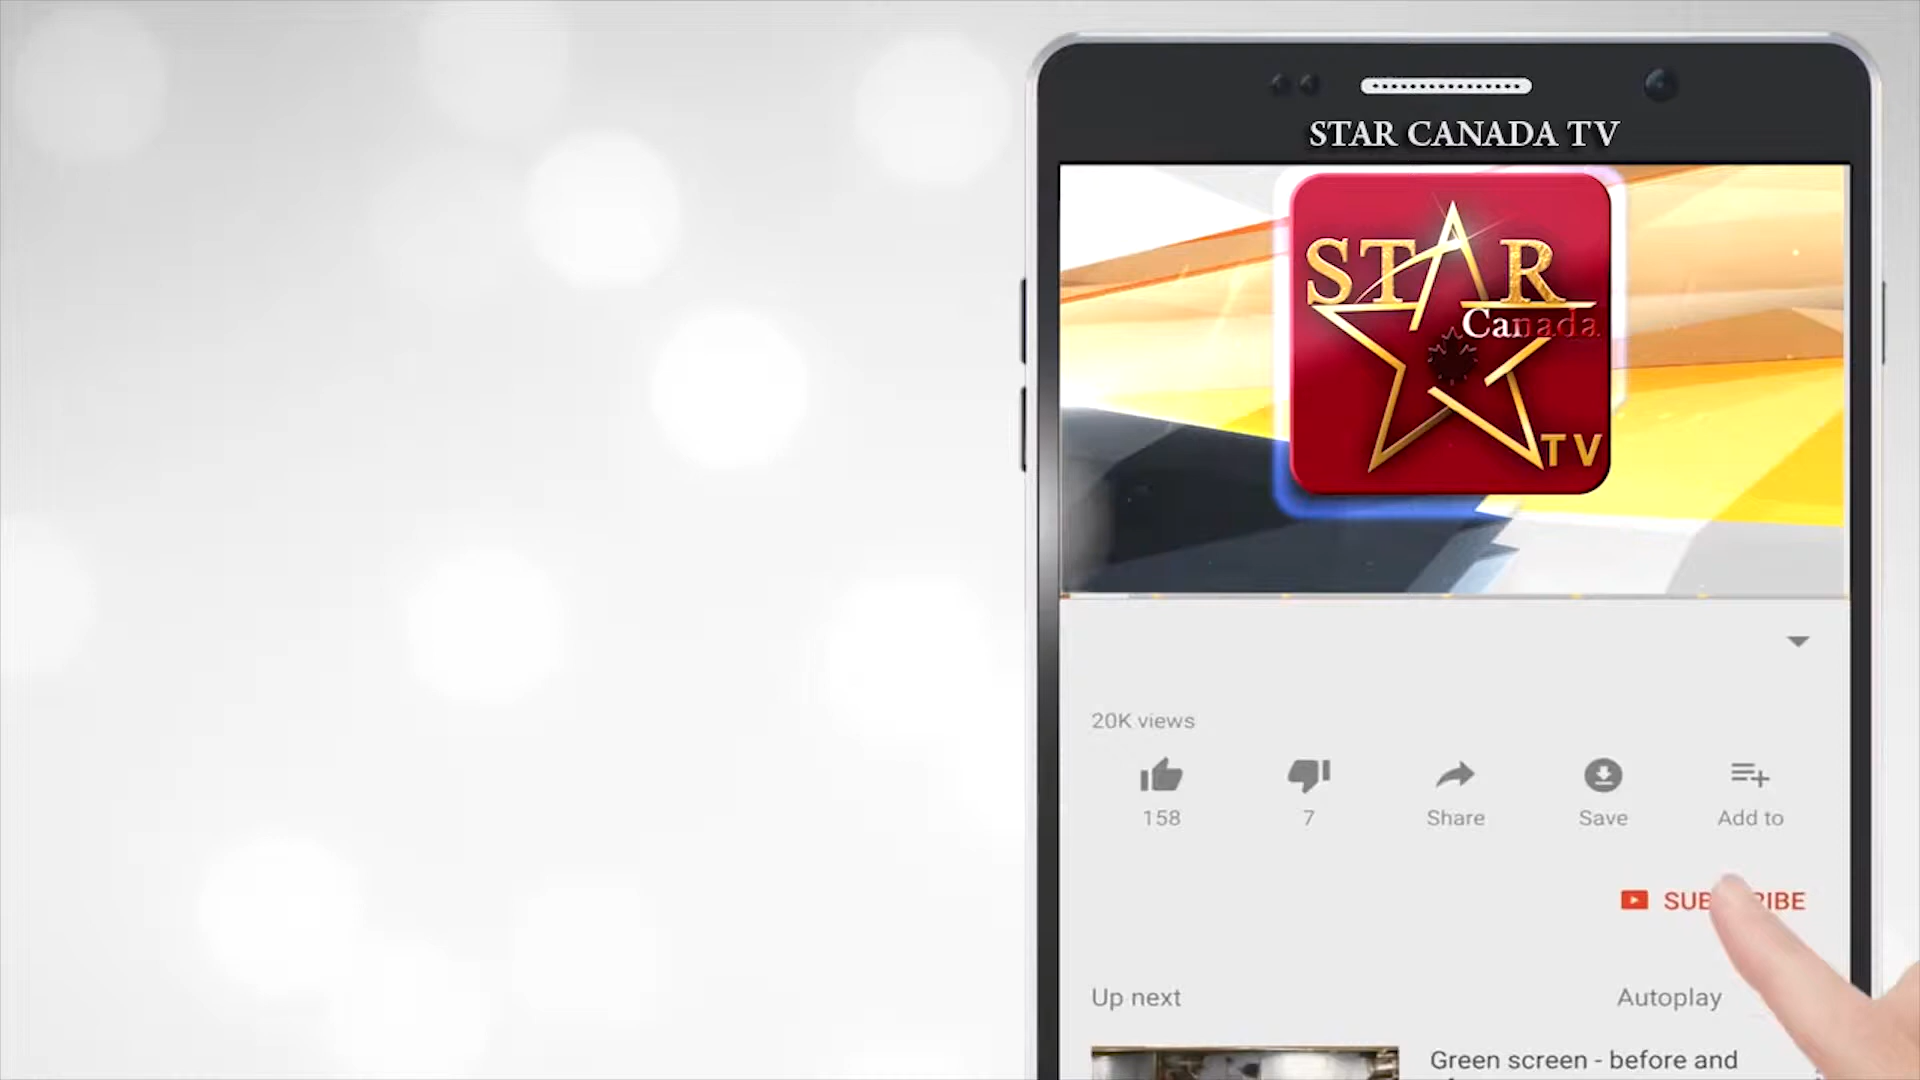 STAR CANADA TV
STAR
Canada
TV
20K views
158
7
Share
Save
Add to
SUBSCRIBE
Up next
Autoplay
Green screen - before and